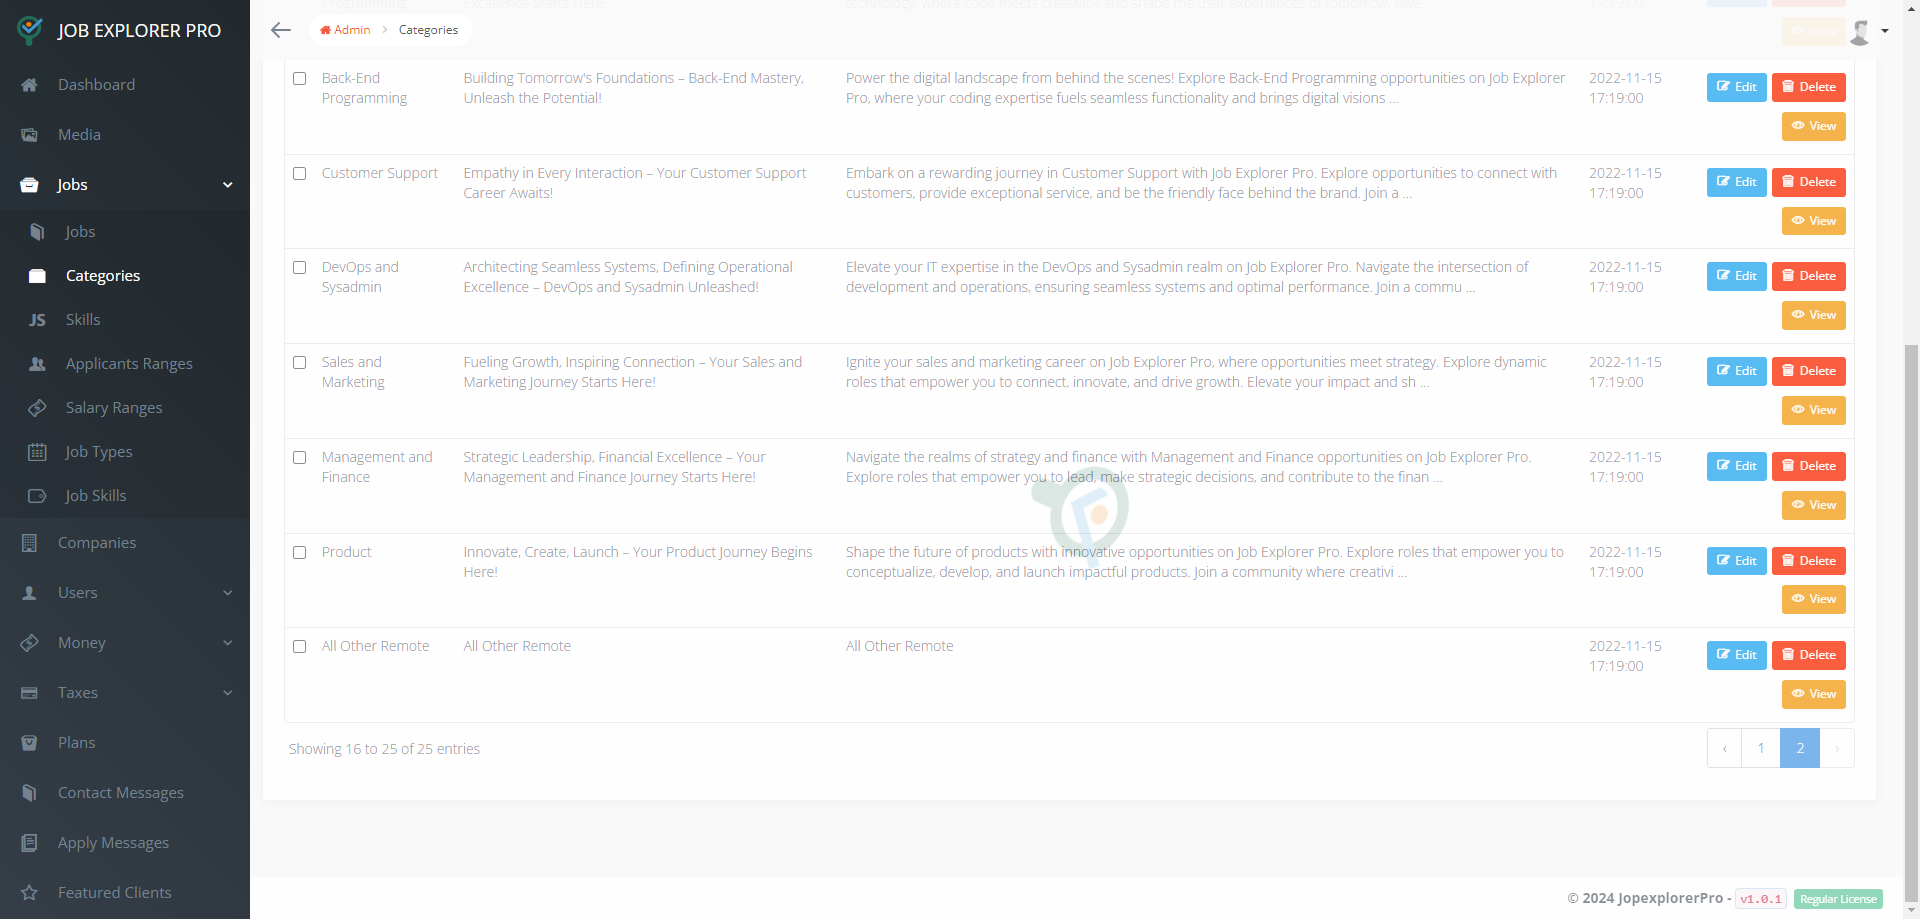 JOB EXPLORER PRO
Dashboard
Media
Jobs
Jobs
Categories
JS Skills
Applicants Ranges
Salary Ranges
Job Types
Job Skills
Companies
Users
Money
Taxes
Plans
Contact Messages
Apply Messages
Featured Clients
Admin > Categories
Back-End Programming
Building Tomorrow's Foundations – Back-End Mastery,
Unleash the Potential!
Power the digital landscape from behind the scenes! Explore Back-End Programming opportunities on Job Explorer
Pro, where your coding expertise fuels seamless functionality and brings digital visions ...
2022-11-15
17:19:00
Edit Delete
View
Customer Support
Empathy in Every Interaction – Your Customer Support
Career Awaits!
Embark on a rewarding journey in Customer Support with Job Explorer Pro. Explore opportunities to connect with
customers, provide exceptional service, and be the friendly face behind the brand. Join a ...
2022-11-15
17:19:00
Edit Delete
View
DevOps and
Sysadmin
Architecting Seamless Systems, Defining Operational
Excellence – DevOps and Sysadmin Unleashed!
Elevate your IT expertise in the DevOps and Sysadmin realm on Job Explorer Pro. Navigate the intersection of
development and operations, ensuring seamless systems and optimal performance. Join a commu ...
2022-11-15
17:19:00
Edit Delete
View
Sales and
Marketing
Fueling Growth, Inspiring Connection – Your Sales and
Marketing Journey Starts Here!
Ignite your sales and marketing career on Job Explorer Pro, where opportunities meet strategy. Explore dynamic
roles that empower you to connect, innovate, and drive growth. Elevate your impact and sh ...
2022-11-15
17:19:00
Edit Delete
View
Management and
Finance
Strategic Leadership, Financial Excellence – Your
Management and Finance Journey Starts Here!
Navigate the realms of strategy and finance with Management and Finance opportunities on Job Explorer Pro.
Explore roles that empower you to lead, make strategic decisions, and contribute to the finan ...
2022-11-15
17:19:00
Edit Delete
View
Product
Innovate, Create, Launch – Your Product Journey Begins
Here!
Shape the future of products with innovative opportunities on Job Explorer Pro. Explore roles that empower you to
conceptualize, develop, and launch impactful products. Join a community where creativi ...
2022-11-15
17:19:00
Edit Delete
View
All Other Remote
All Other Remote
All Other Remote
2022-11-15
17:19:00
Edit Delete
View
Showing 16 to 25 of 25 entries
‹ 1 2 ›
© 2024 JopexplorerPro - v1.0.1 Regular License